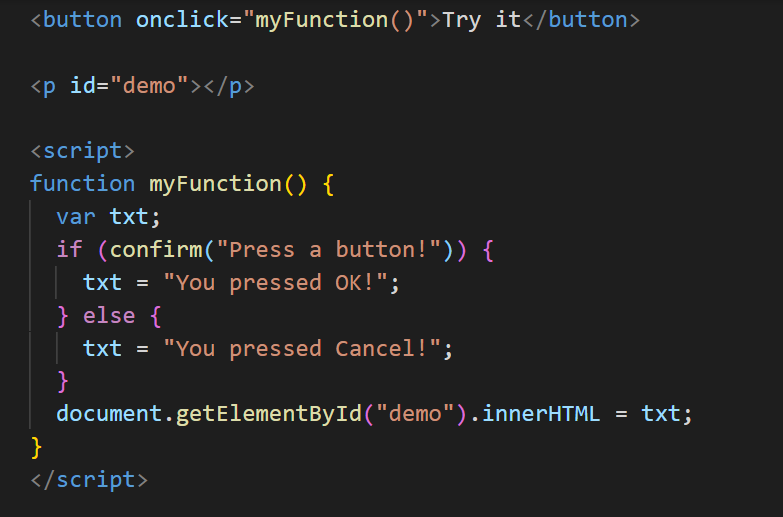 <button onclick="myFunction()">Try it</button>
<p id="demo"></p>
<script>
function myFunction() {
  var txt;
  if (confirm("Press a button!")) {
    txt = "You pressed OK!";
  } else {
    txt = "You pressed Cancel!";
  }
  document.getElementById("demo").innerHTML = txt;
}
</script>